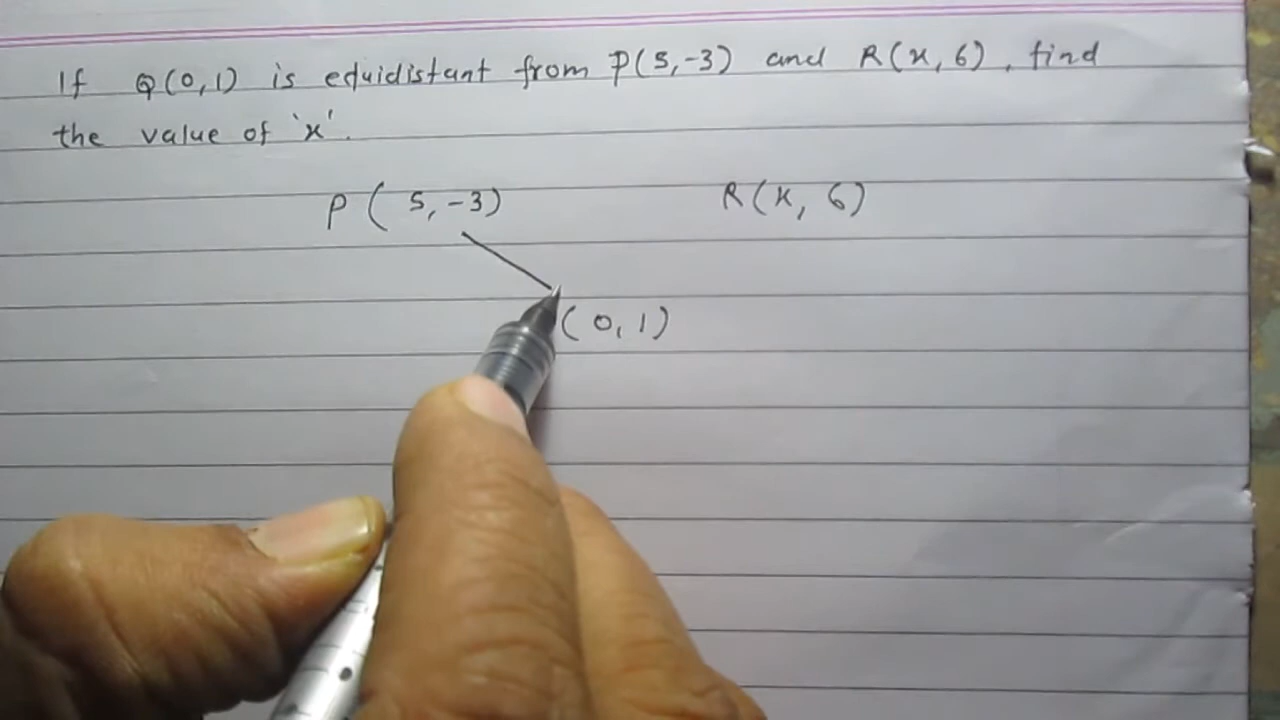 If Q(0,1) is equidistant from P(5,-3) and R(x,6), find
the value of 'x'.
P ( 5, -3) R(x, 6)
( 0, 1)